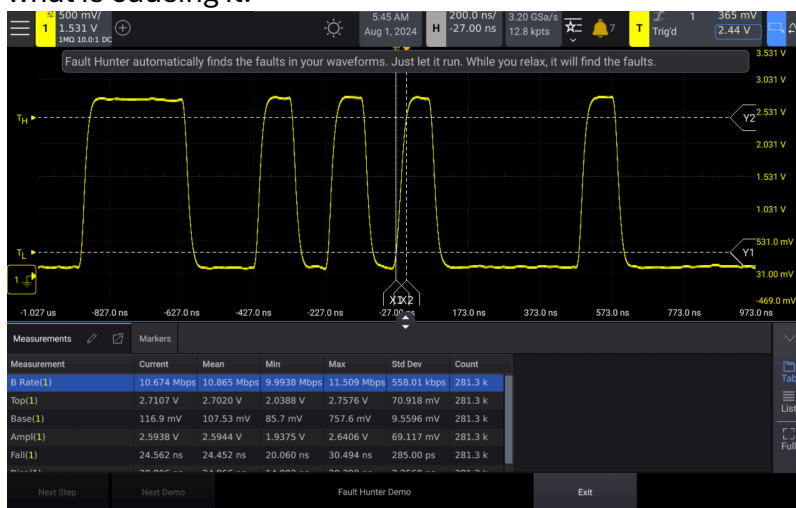 what is causing it.
1
500 mV/
1.531 V
1MΩ 10.0:1 DC
5:45 AM
Aug 1, 2024
H
200.0 ns/
-27.00 ns
3.20 GSa/s
12.8 kpts
7
T
Trig'd
1
365 mV
2.44 V
Fault Hunter automatically finds the faults in your waveforms. Just let it run. While you relax, it will find the faults.
3.531 V
3.031 V
TH
Y2
2.531 V
2.031 V
1.531 V
1.031 V
TL
Y1
531.0 mV
1
31.00 mV
X1
X2
-469.0 mV
-1.027 us -827.0 ns -627.0 ns -427.0 ns -227.0 ns -27.00 ns 173.0 ns 373.0 ns 573.0 ns 773.0 ns 973.0 ns
Measurements Markers
Measurement Current Mean Min Max Std Dev Count
B Rate(1) 10.674 Mbps 10.865 Mbps 9.9938 Mbps 11.509 Mbps 558.01 kbps 281.3 k
Top(1) 2.7107 V 2.7020 V 2.0388 V 2.7576 V 70.918 mV 281.3 k
Base(1) 116.9 mV 107.53 mV 85.7 mV 757.6 mV 9.5596 mV 281.3 k
Ampl(1) 2.5938 V 2.5944 V 1.9375 V 2.6406 V 69.117 mV 281.3 k
Fall(1) 24.562 ns 24.452 ns 20.060 ns 30.494 ns 285.00 ps 281.3 k
Tab
List
Full
Next Step Next Demo Fault Hunter Demo Exit